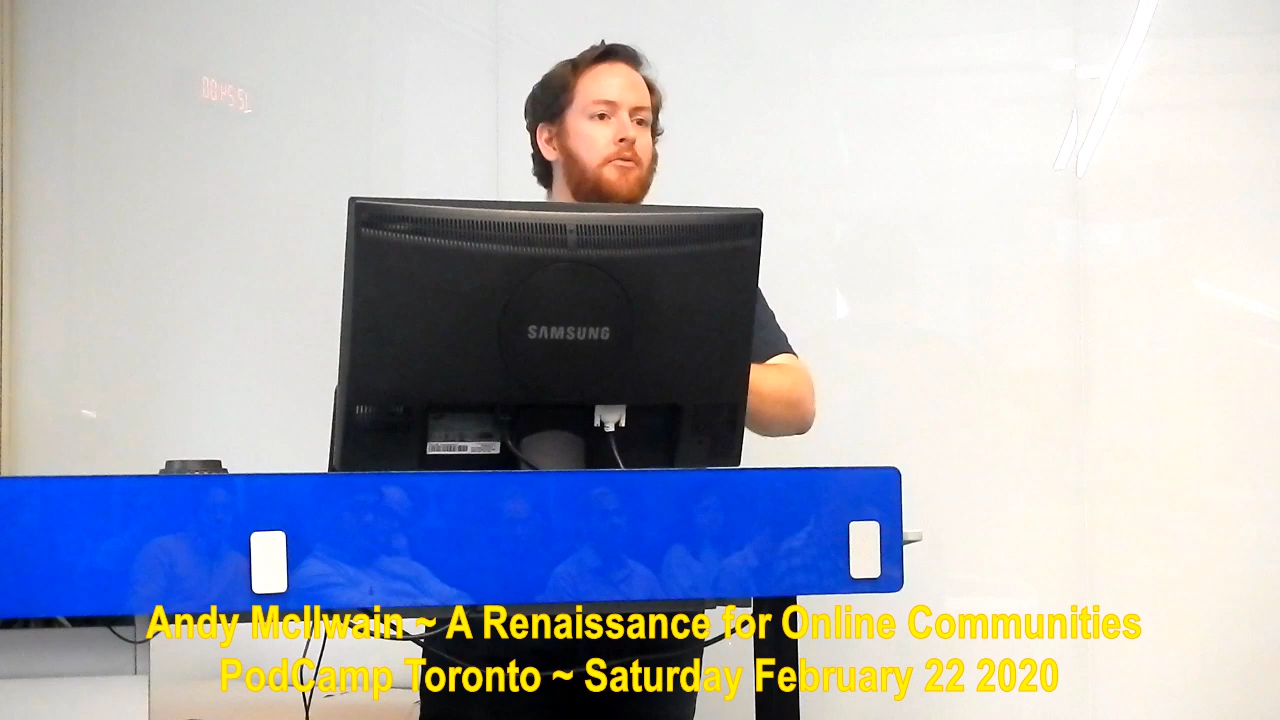 SAMSUNG
Andy McIlwain ~ A Renaissance for Online Communities
PodCamp Toronto ~ Saturday February 22 2020